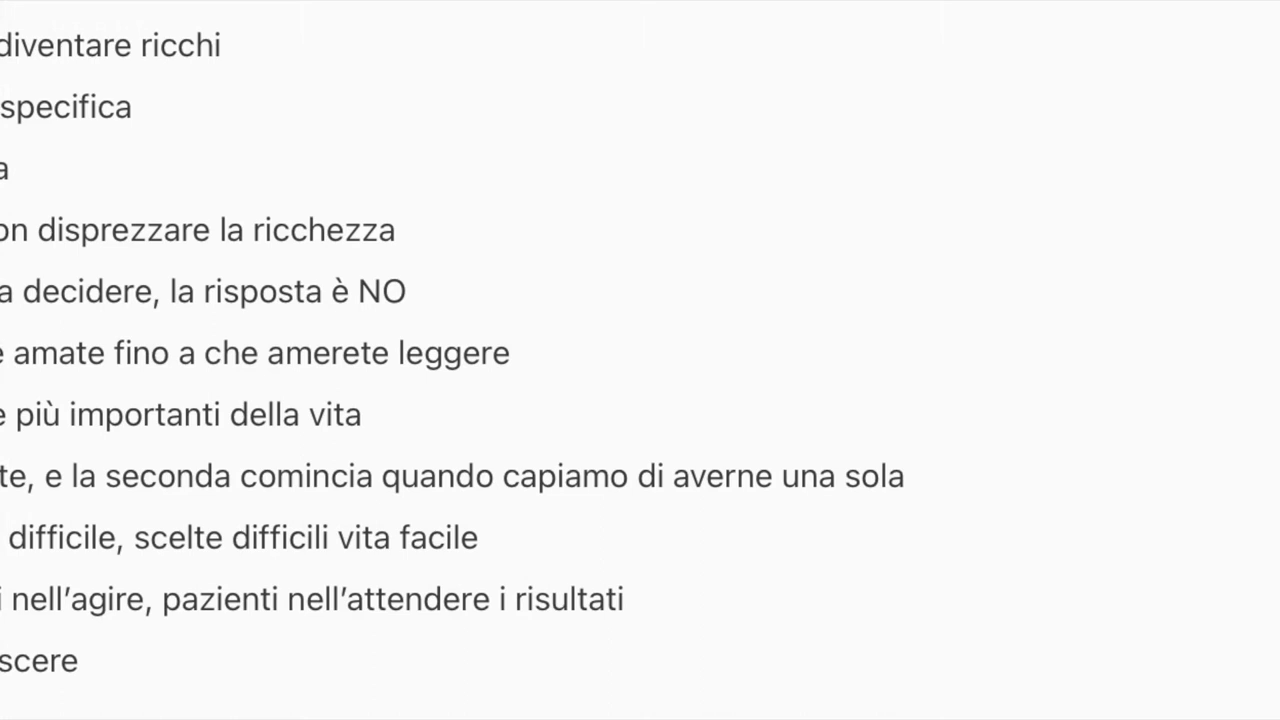 diventare ricchi
specifica
a
on disprezzare la ricchezza
a decidere, la risposta è NO
e amate fino a che amerete leggere
e più importanti della vita
te, e la seconda comincia quando capiamo di averne una sola
difficile, scelte difficili vita facile
i nell’agire, pazienti nell’attendere i risultati
scere